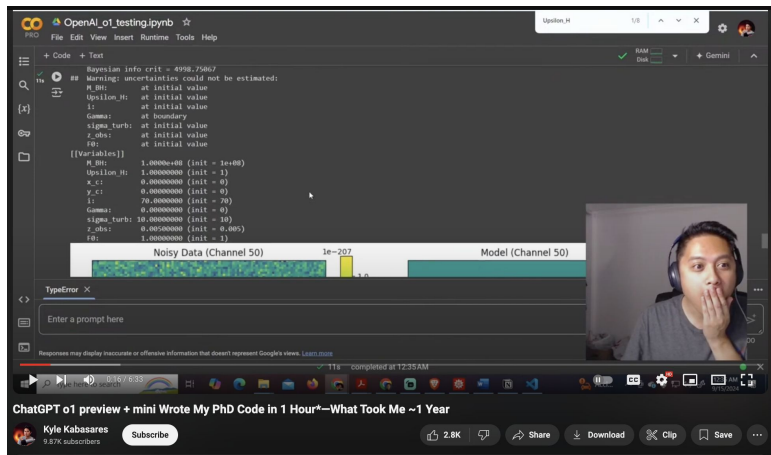 CO
PRO
OpenAI_o1_testing.ipynb
File Edit View Insert Runtime Tools Help
Upsilon_H 1/8
+ Code + Text
RAM
Disk
Gemini
11s
Bayesian info crit = 4998.75067
## Warning: uncertainties could not be estimated:
M_BH: at initial value
Upsilon_H: at initial value
i: at initial value
Gamma: at boundary
sigma_turb: at initial value
z_obs: at initial value
F0: at initial value
[[Variables]]
M_BH: 1.0000e+08 (init = 1e+08)
Upsilon_H: 1.00000000 (init = 1)
x_c: 0.00000000 (init = 0)
y_c: 0.00000000 (init = 0)
i: 70.0000000 (init = 70)
Gamma: 0.00000000 (init = 0)
sigma_turb: 10.0000000 (init = 10)
z_obs: 0.00500000 (init = 0.005)
F0: 1.00000000 (init = 1)
Noisy Data (Channel 50) 1e-207 Model (Channel 50)
TypeError
Enter a prompt here
Responses may display inaccurate or offensive information that doesn't represent Google's views. Learn more
11s completed at 12:35 AM
0:16 / 6:33
CC
HD
9/15/2024
ChatGPT o1 preview + mini Wrote My PhD Code in 1 Hour*—What Took Me ~1 Year
Kyle Kabasares
9.87K subscribers
Subscribe
2.8K
Share
Download
Clip
Save